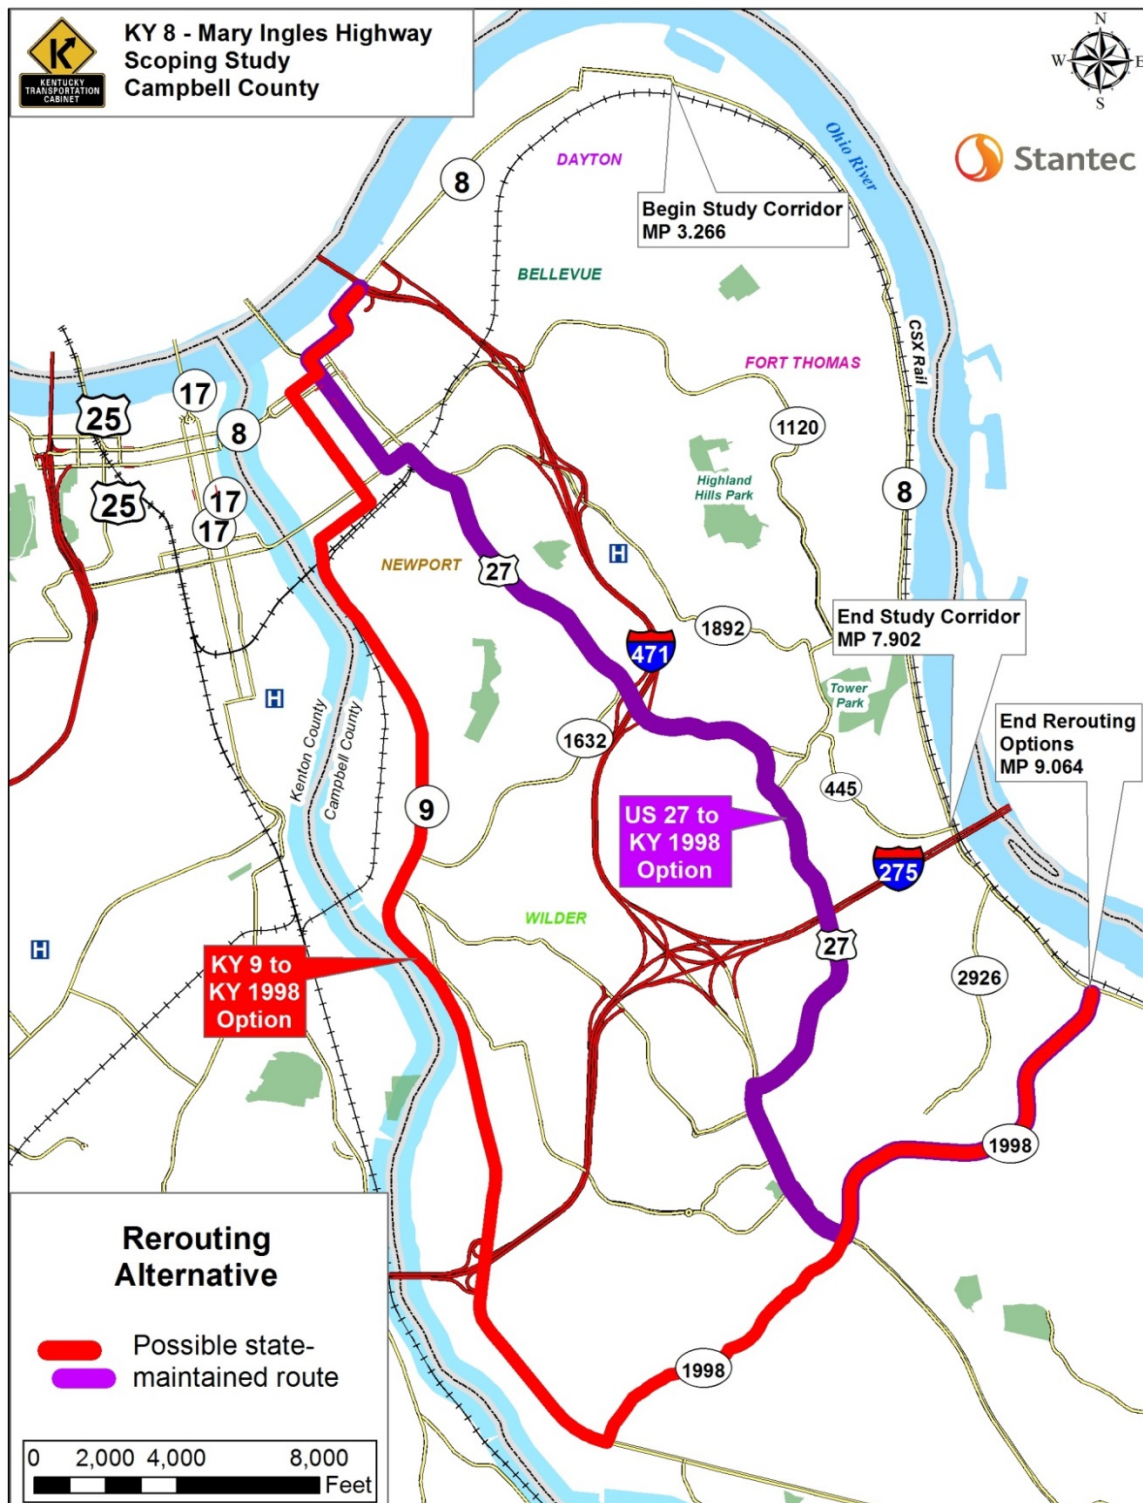 KY 8 - Mary Ingles Highway
Scoping Study
Campbell County
K
KENTUCKY
TRANSPORTATION
CABINET
N
W E
S
Stantec
Ohio River
DAYTON
8
Begin Study Corridor
MP 3.266
BELLEVUE
CSX Rail
FORT THOMAS
17
25
8
1120
25
17
17
Highland
Hills Park
8
H
NEWPORT
27
End Study Corridor
MP 7.902
1892
471
H
Tower
Park
End Rerouting
Options
MP 9.064
1632
Kenton County
Campbell County
445
9
US 27 to
KY 1998
Option
275
WILDER
27
H
KY 9 to
KY 1998
Option
2926
1998
1998
Rerouting
Alternative
Possible state-
maintained route
0 2,000 4,000 8,000
Feet